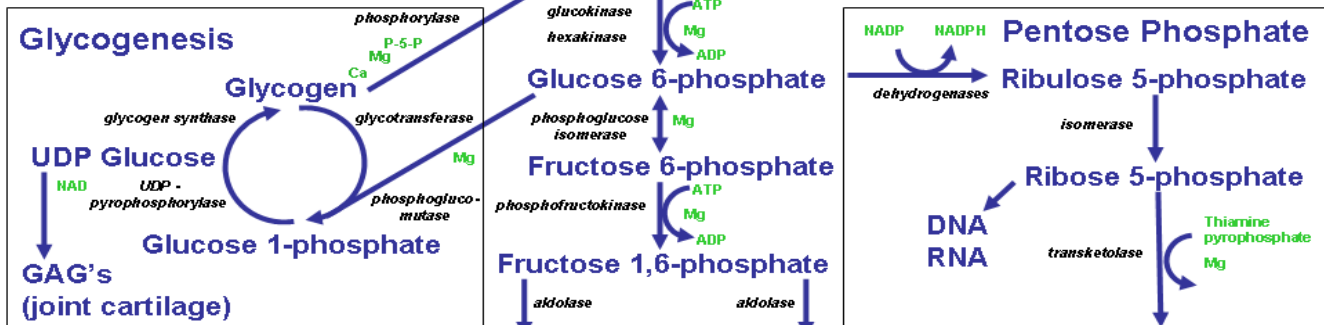 Glycogenesis
phosphorylase
P-5-P
Mg
Ca
Glycogen
glycogen synthase
glycotransferase
UDP Glucose
NAD
UDP -
pyrophosphorylase
Mg
phosphogluco-
mutase
Glucose 1-phosphate
GAG's
(joint cartilage)
glucokinase
hexakinase
ATP
Mg
ADP
Glucose 6-phosphate
phosphoglucose
isomerase
Mg
Fructose 6-phosphate
phosphofructokinase
ATP
Mg
ADP
Fructose 1,6-phosphate
aldolase
aldolase
Pentose Phosphate
NADP
NADPH
dehydrogenases
Ribulose 5-phosphate
isomerase
Ribose 5-phosphate
DNA
RNA
transketolase
Thiamine
pyrophosphate
Mg